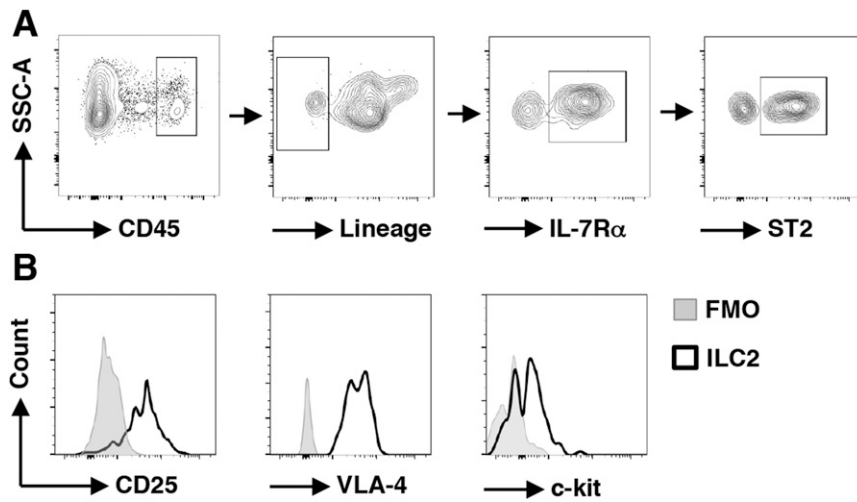 A
SSC-A
CD45
Lineage
IL-7Rα
ST2
B
Count
CD25
VLA-4
c-kit
FMO
ILC2